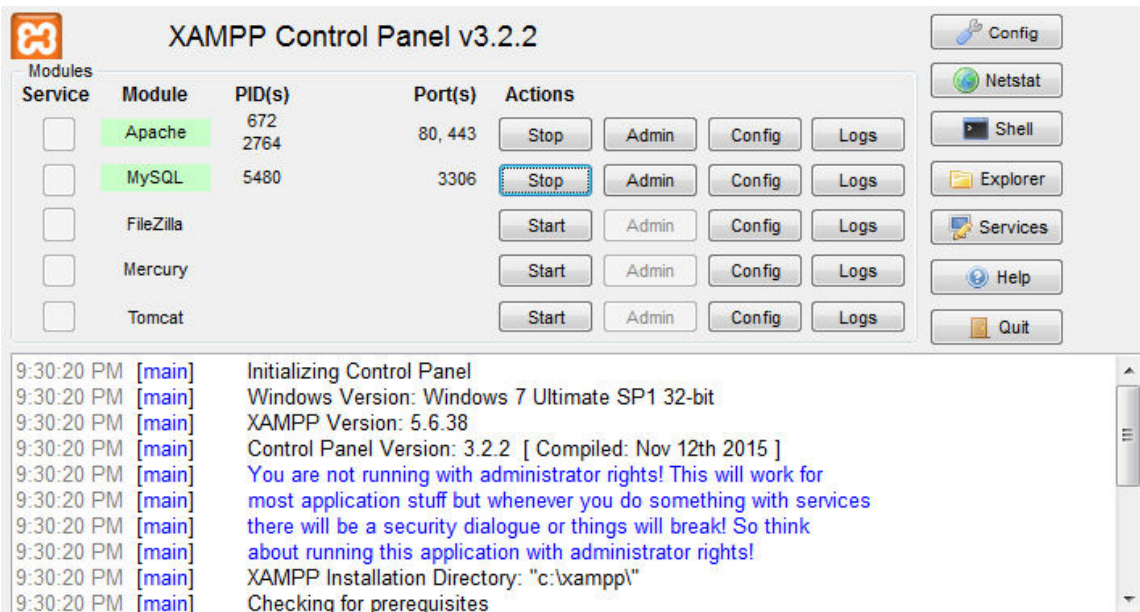 XAMPP Control Panel v3.2.2
Config
Modules
Service Module PID(s) Port(s) Actions
Netstat
Apache 672 2764 80, 443 Stop Admin Config Logs
Shell
MySQL 5480 3306 Stop Admin Config Logs
Explorer
FileZilla Start Admin Config Logs
Services
Mercury Start Admin Config Logs
Help
Tomcat Start Admin Config Logs
Quit
9:30:20 PM [main] Initializing Control Panel
9:30:20 PM [main] Windows Version: Windows 7 Ultimate SP1 32-bit
9:30:20 PM [main] XAMPP Version: 5.6.38
9:30:20 PM [main] Control Panel Version: 3.2.2 [ Compiled: Nov 12th 2015 ]
9:30:20 PM [main] You are not running with administrator rights! This will work for
9:30:20 PM [main] most application stuff but whenever you do something with services
9:30:20 PM [main] there will be a security dialogue or things will break! So think
9:30:20 PM [main] about running this application with administrator rights!
9:30:20 PM [main] XAMPP Installation Directory: "c:\xampp\"
9:30:20 PM [main] Checking for prerequisites